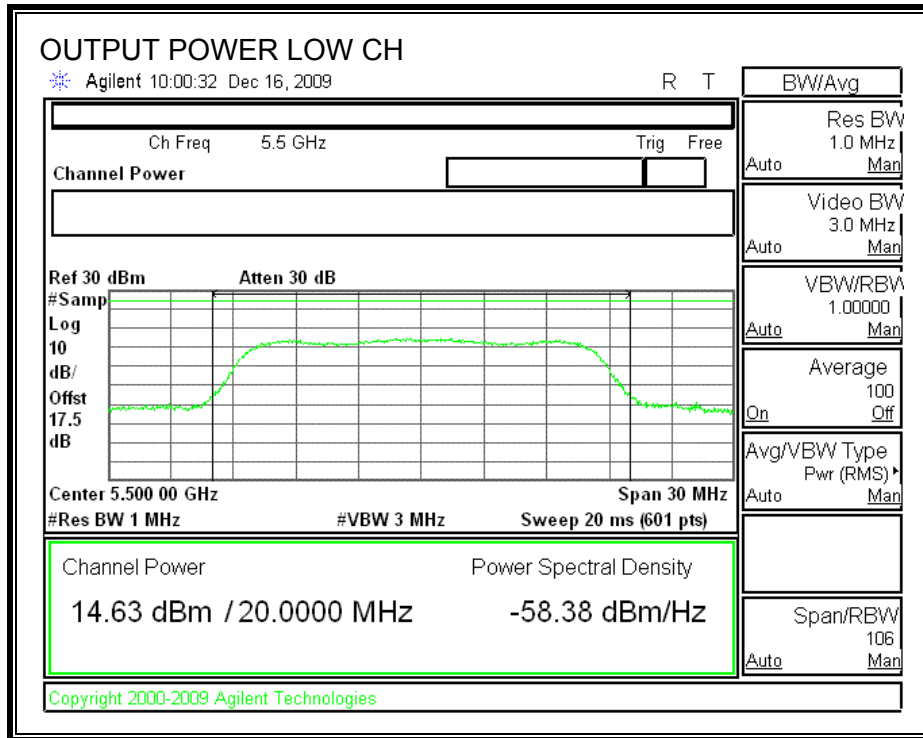 OUTPUT POWER LOW CH
Agilent 10:00:32 Dec 16, 2009 R T
Ch Freq 5.5 GHz Trig Free
Channel Power
Ref 30 dBm Atten 30 dB
#Samp
Log
10
dB/
Offst
17.5
dB
Center 5.500 00 GHz Span 30 MHz
#Res BW 1 MHz #VBW 3 MHz Sweep 20 ms (601 pts)
Channel Power Power Spectral Density
14.63 dBm / 20.0000 MHz -58.38 dBm/Hz
Copyright 2000-2009 Agilent Technologies
BW/Avg
Res BW
1.0 MHz
Auto Man
Video BW
3.0 MHz
Auto Man
VBW/RBW
1.00000
Auto Man
Average
100
On Off
Avg/VBW Type
Pwr (RMS)
Auto Man
Span/RBW
106
Auto Man